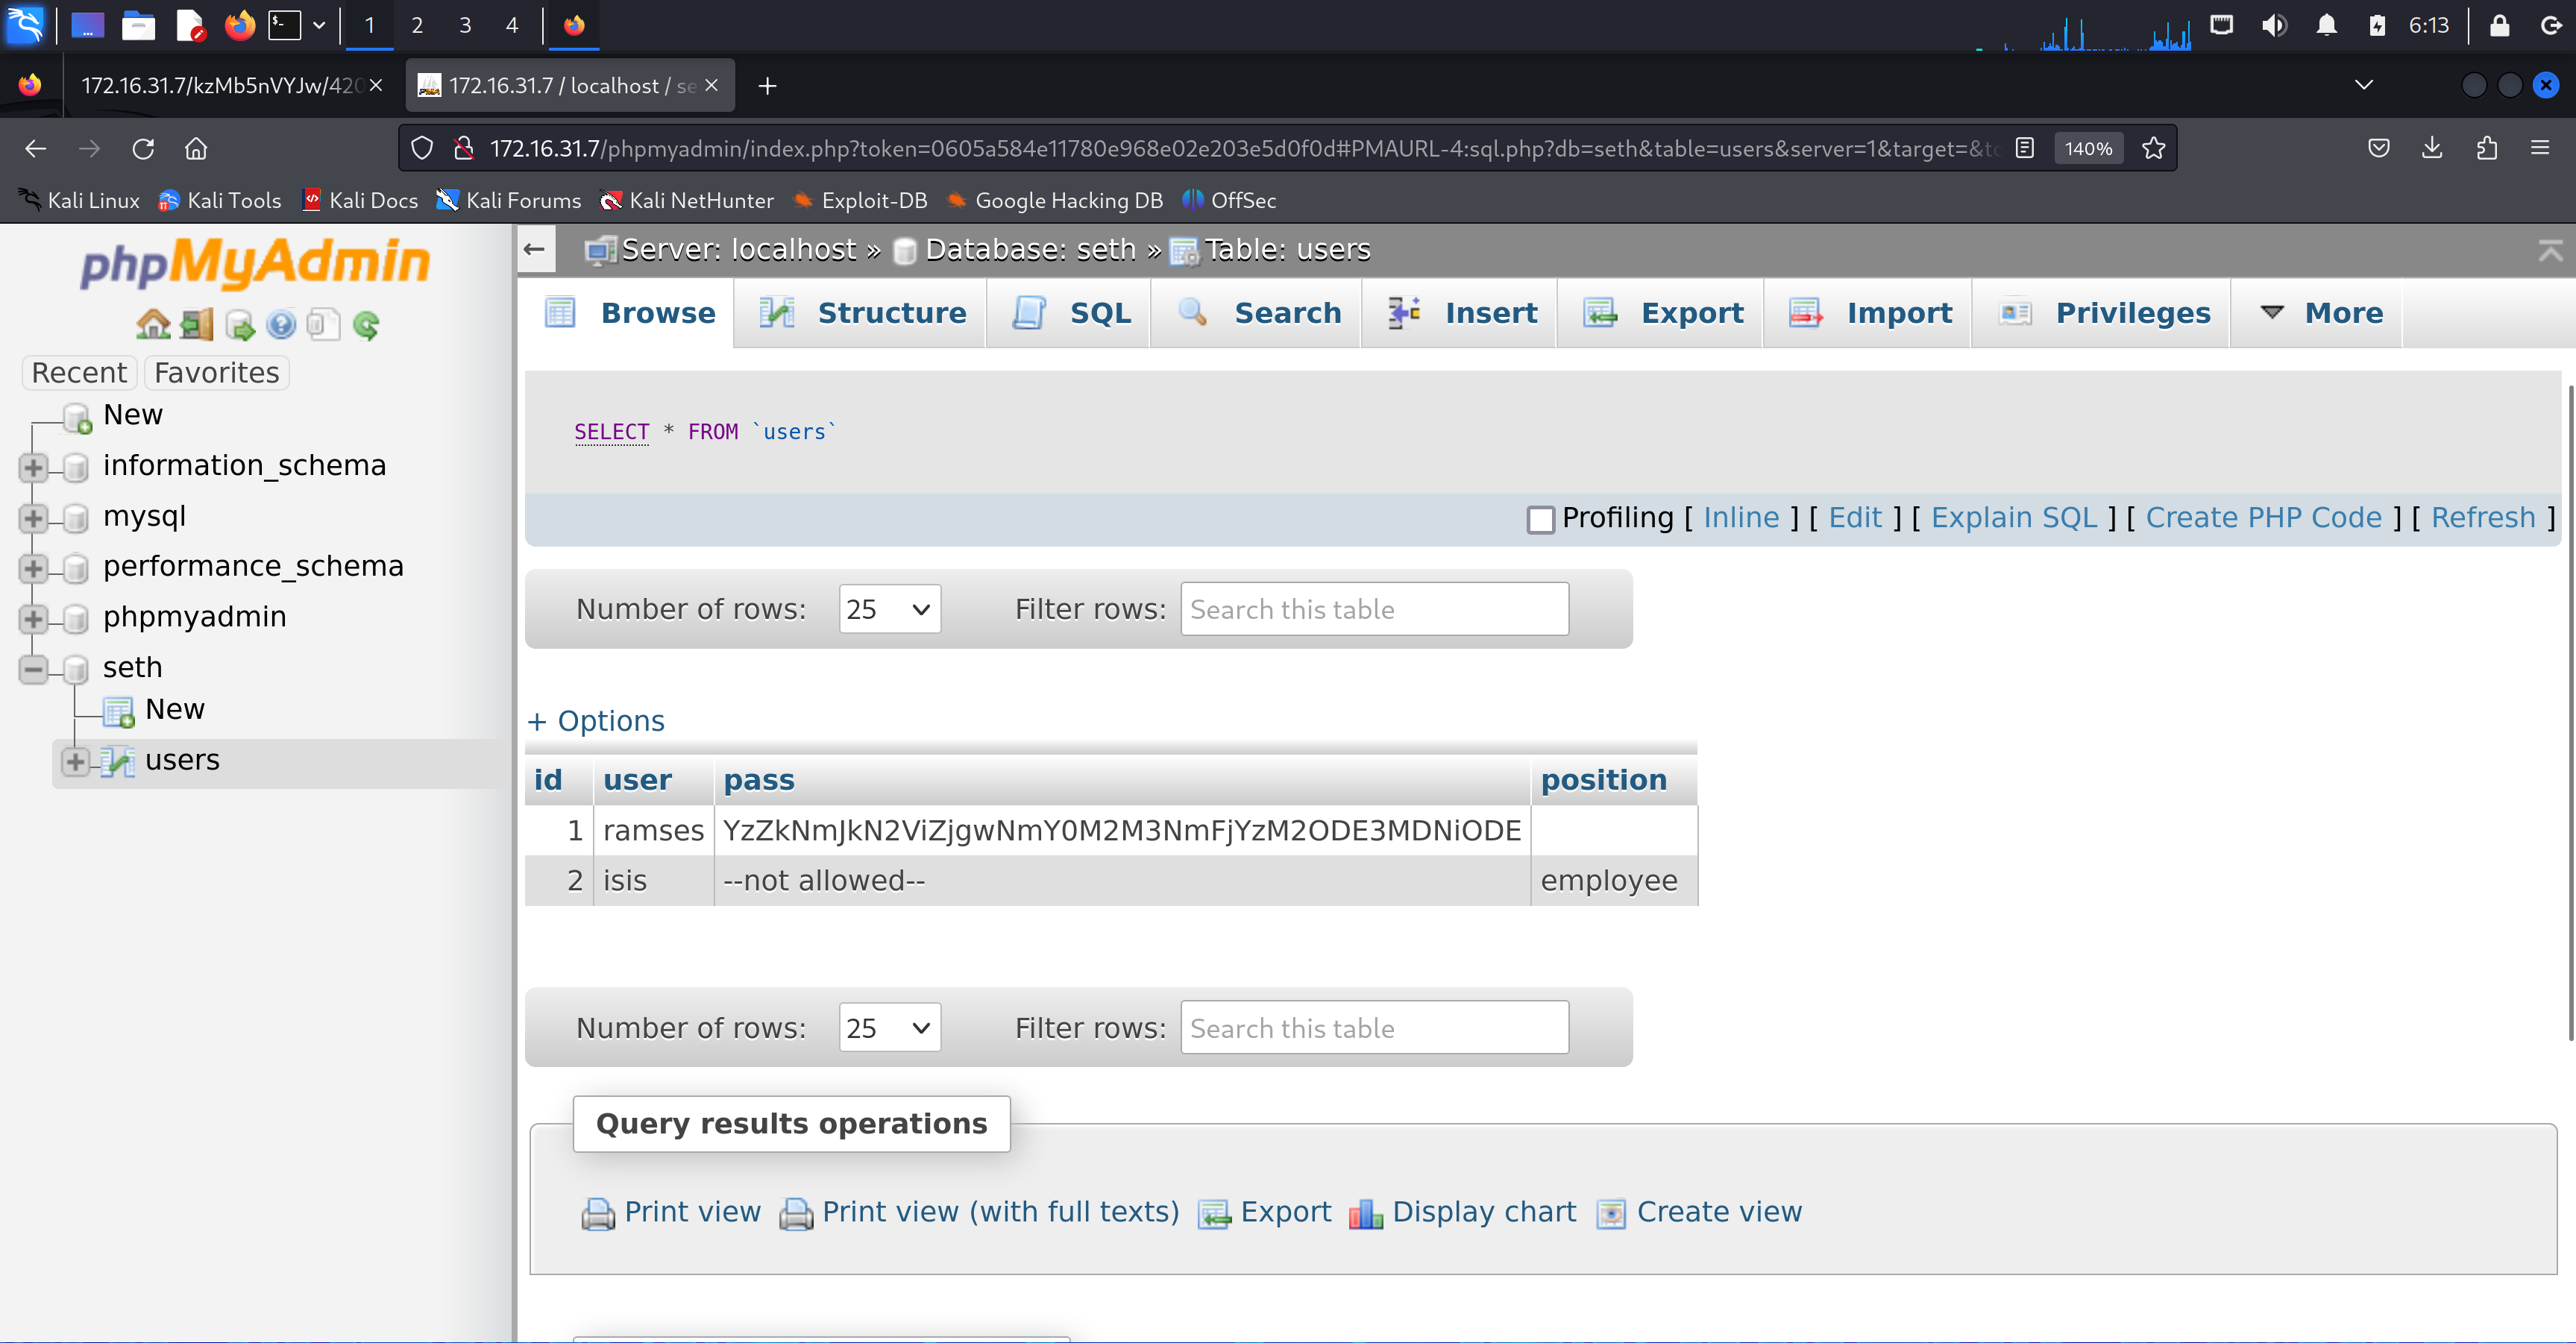 1 2 3 4 6:13
172.16.31.7/kzMb5nVYJw/420 172.16.31.7 / localhost / se
172.16.31.7/phpmyadmin/index.php?token=0605a584e11780e968e02e203e5d0f0d#PMAURL-4:sql.php?db=seth&table=users&server=1&target=&to 140%
Kali Linux Kali Tools Kali Docs Kali Forums Kali NetHunter Exploit-DB Google Hacking DB OffSec
phpMyAdmin
Recent Favorites
New
information_schema
mysql
performance_schema
phpmyadmin
seth
New
users
Server: localhost » Database: seth » Table: users
Browse Structure SQL Search Insert Export Import Privileges More
SELECT * FROM `users`
Profiling [ Inline ] [ Edit ] [ Explain SQL ] [ Create PHP Code ] [ Refresh ]
Number of rows: 25 Filter rows: Search this table
+ Options
id user pass position
1 ramses YzZkNmJkN2ViZjgwNmY0M2M3NmFjYzM2ODE3MDNiODE
2 isis --not allowed-- employee
Number of rows: 25 Filter rows: Search this table
Query results operations
Print view Print view (with full texts) Export Display chart Create view